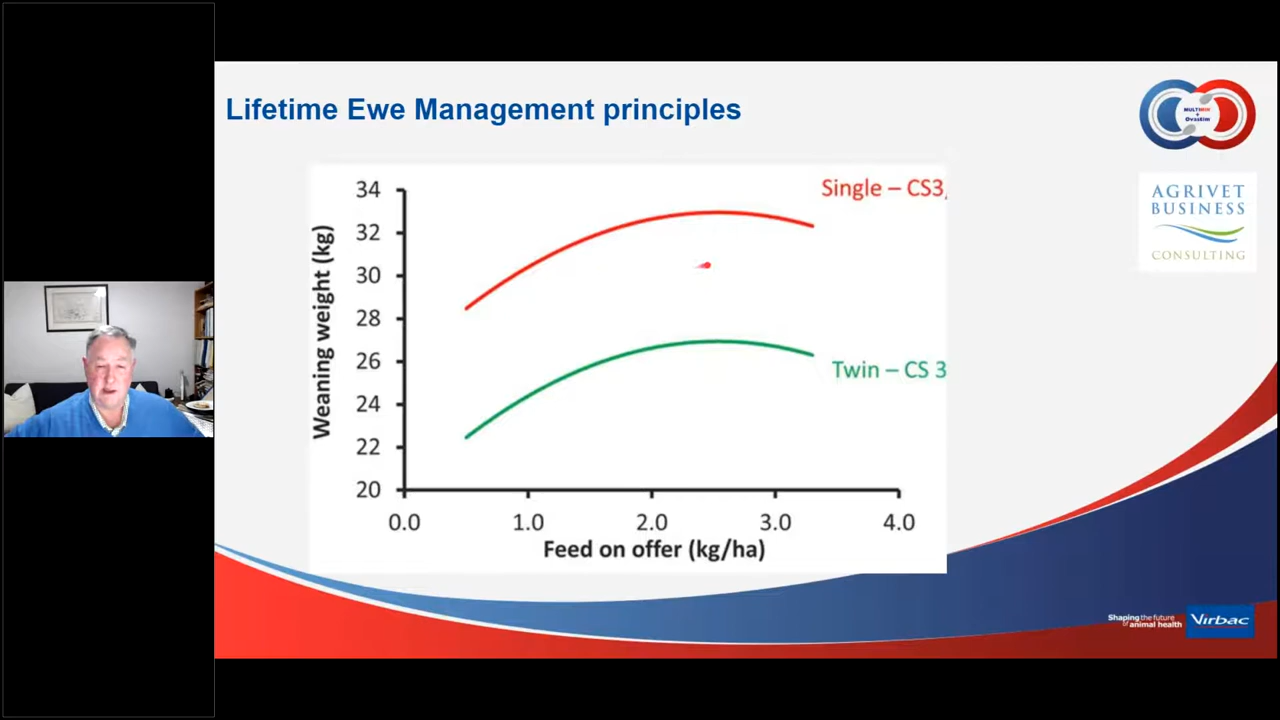 Lifetime Ewe Management principles
MULTIMIN
+
Ovastim
AGRIVET
BUSINESS
CONSULTING
34
32
30
28
26
24
22
20
Weaning weight (kg)
Single – CS3,
Twin – CS 3
0.0 1.0 2.0 3.0 4.0
Feed on offer (kg/ha)
Shaping the future
of animal health
Virbac